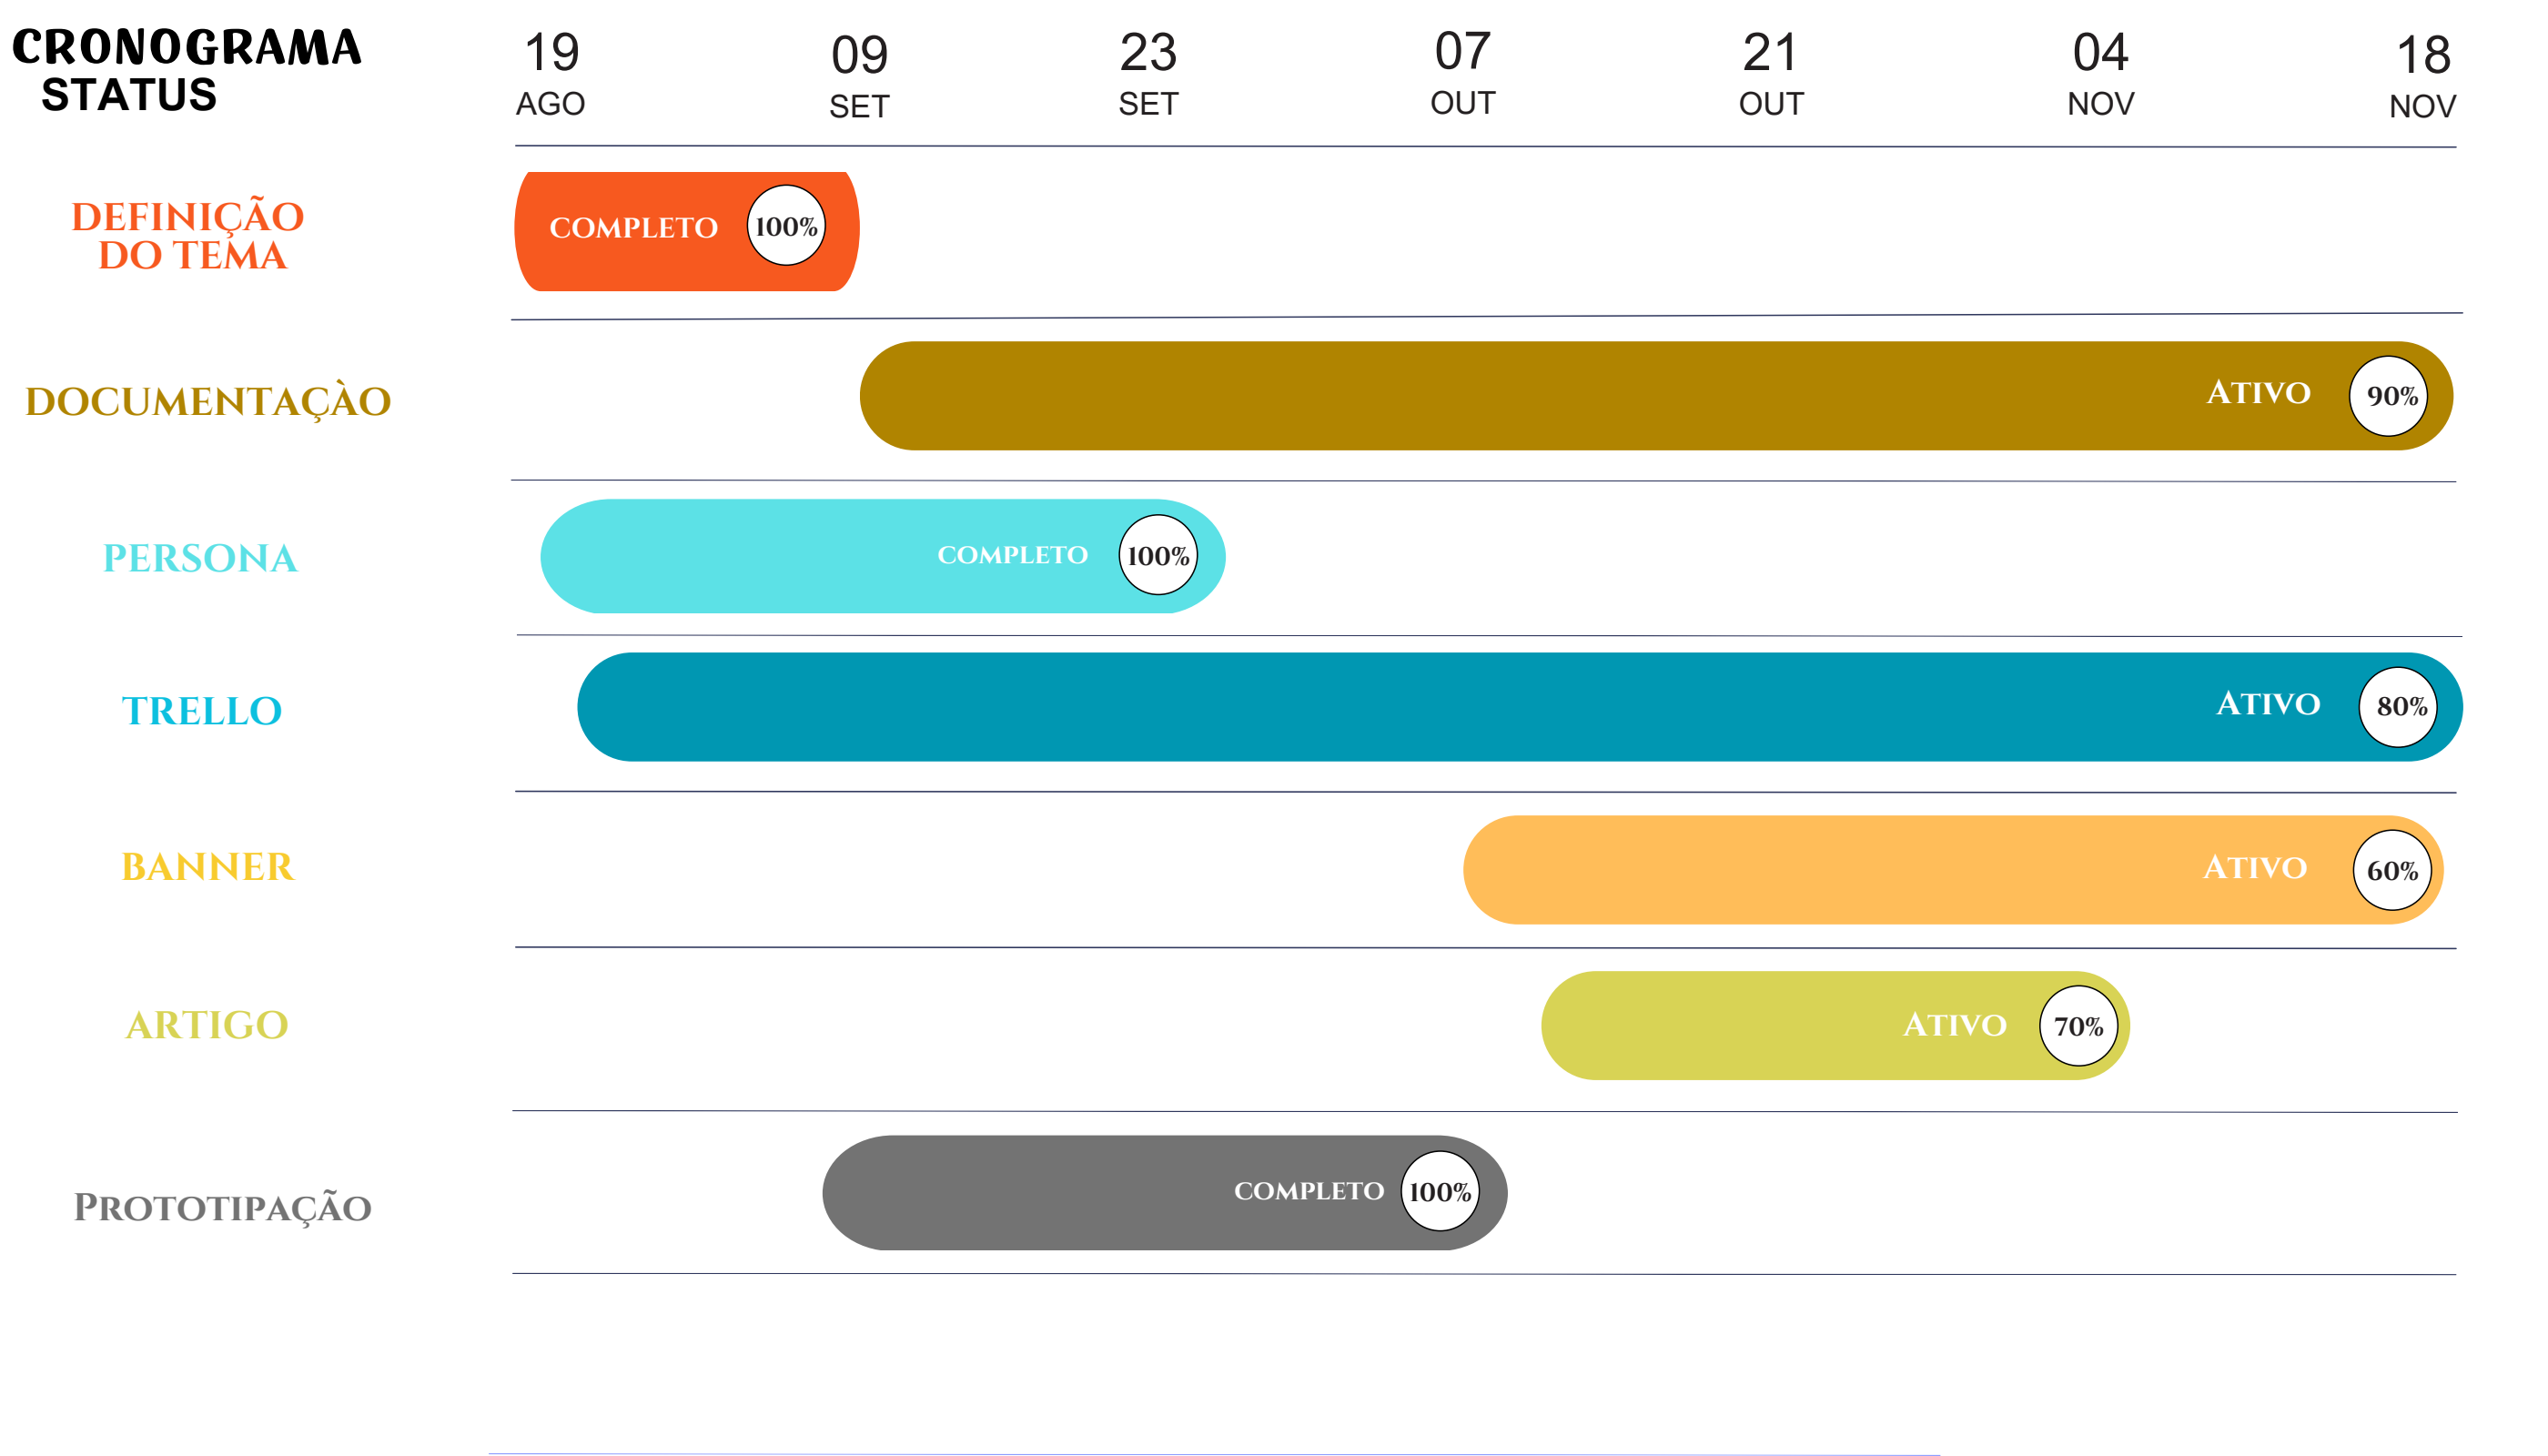 CRONOGRAMA
STATUS
19 09 23 07 21 04 18
AGO SET SET OUT OUT NOV NOV
DEFINIÇÃO
DO TEMA
COMPLETO 100%
DOCUMENTAÇÀO
ATIVO 90%
PERSONA
COMPLETO 100%
TRELLO
ATIVO 80%
BANNER
ATIVO 60%
ARTIGO
ATIVO 70%
PROTOTIPAÇÃO
COMPLETO 100%